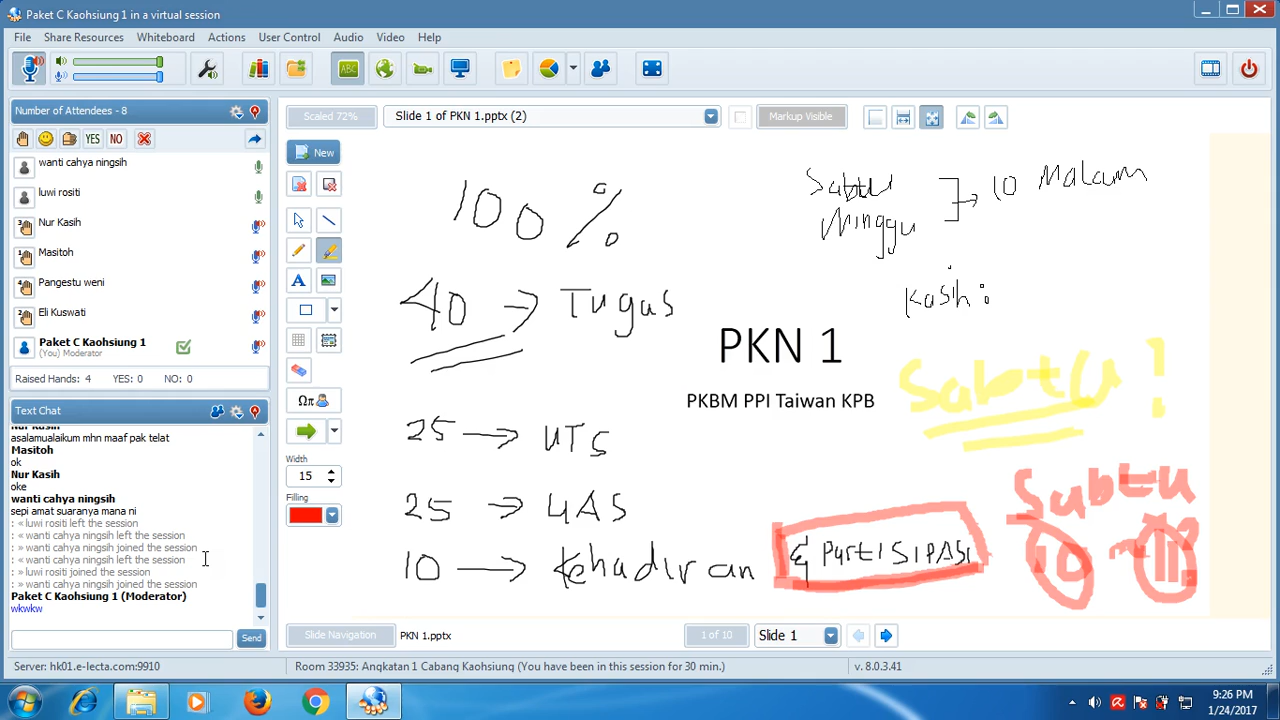 Paket C Kaohsiung 1 in a virtual session
File Share Resources Whiteboard Actions User Control Audio Video Help
Number of Attendees - 8
YES NO
wanti cahya ningsih
luwi rositi
Nur Kasih
Masitoh
Pangestu weni
Eli Kuswati
Paket C Kaohsiung 1
(You) Moderator
Raised Hands: 4 YES: 0 NO: 0
Text Chat
Nur Kasih
asalamualaikum mhn maaf pak telat
Masitoh
ok
Nur Kasih
oke
wanti cahya ningsih
sepi amat suaranya mana ni
: « luwi rositi left the session
: « wanti cahya ningsih left the session
: » wanti cahya ningsih joined the session
: « wanti cahya ningsih left the session
: » luwi rositi joined the session
: » wanti cahya ningsih joined the session
Paket C Kaohsiung 1 (Moderator)
wkwkw
Send
Scaled 72%
Slide 1 of PKN 1.pptx (2)
Markup Visible
New
ABC
A
Ωπ
Width
15
Filling
100 %
40 → Tugas
25 → UTS
25 → UAS
10 → Kehadiran & PARTISIPASI
Sabtu
Minggu
→ 10 Malam
Kasih :
PKN 1
PKBM PPI Taiwan KPB
Sabtu !
Sabtu
10 ~ 11
Slide Navigation
PKN 1.pptx
1 of 10
Slide 1
Server: hk01.e-lecta.com:9910
Room 33935: Angkatan 1 Cabang Kaohsiung (You have been in this session for 30 min.)
v. 8.0.3.41
9:26 PM
1/24/2017